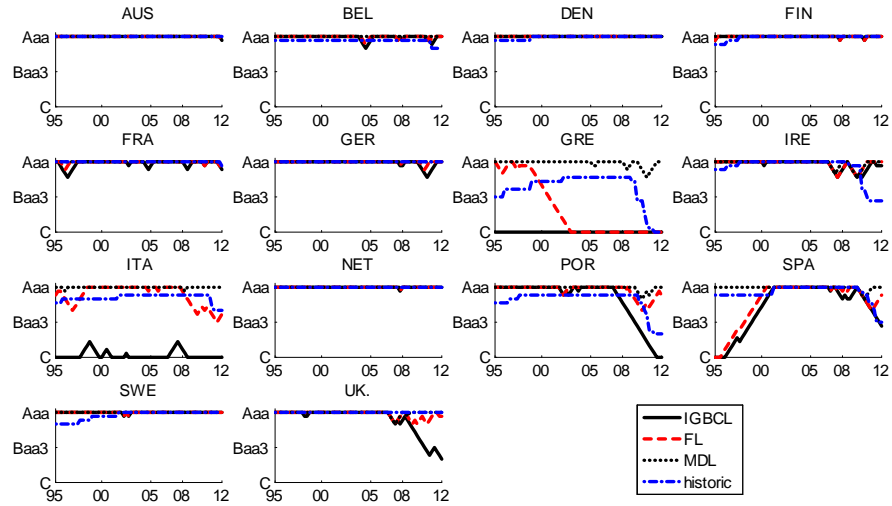 AUS BEL DEN FIN
Aaa Aaa Aaa Aaa
Baa3 Baa3 Baa3 Baa3
C C C C
95 00 05 08 12 95 00 05 08 12 95 00 05 08 12 95 00 05 08 12
FRA GER GRE IRE
Aaa Aaa Aaa Aaa
Baa3 Baa3 Baa3 Baa3
C C C C
95 00 05 08 12 95 00 05 08 12 95 00 05 08 12 95 00 05 08 12
ITA NET POR SPA
Aaa Aaa Aaa Aaa
Baa3 Baa3 Baa3 Baa3
C C C C
95 00 05 08 12 95 00 05 08 12 95 00 05 08 12 95 00 05 08 12
SWE UK.
Aaa Aaa
Baa3 Baa3
C C
95 00 05 08 12 95 00 05 08 12
IGBCL
FL
MDL
historic